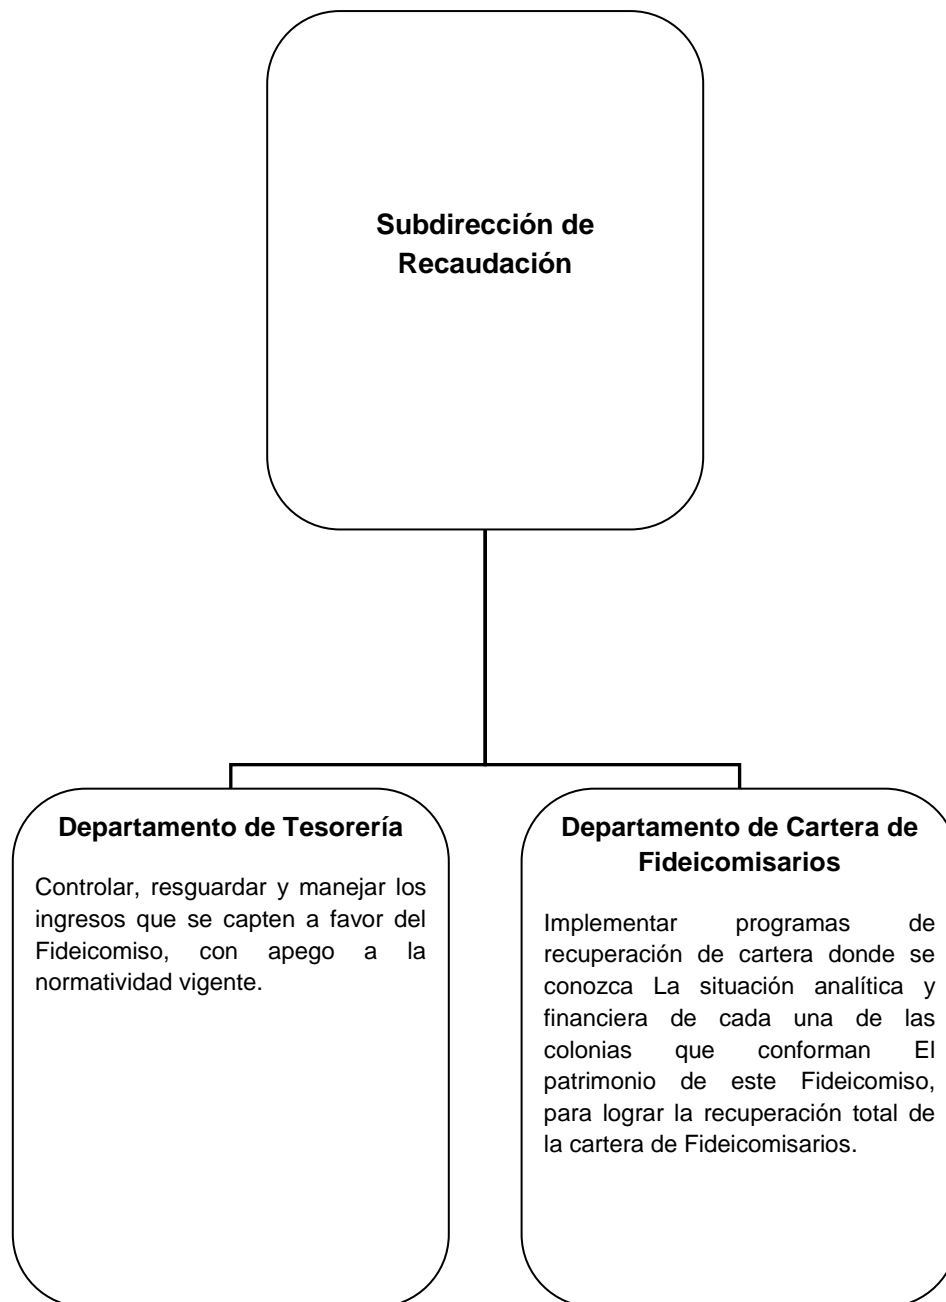 Subdirección de
Recaudación
Departamento de Tesorería
Controlar, resguardar y manejar los
ingresos que se capten a favor del
Fideicomiso, con apego a la
normatividad vigente.
Departamento de Cartera de
Fideicomisarios
Implementar programas de
recuperación de cartera donde se
conozca La situación analítica y
financiera de cada una de las
colonias que conforman El
patrimonio de este Fideicomiso,
para lograr la recuperación total de
la cartera de Fideicomisarios.